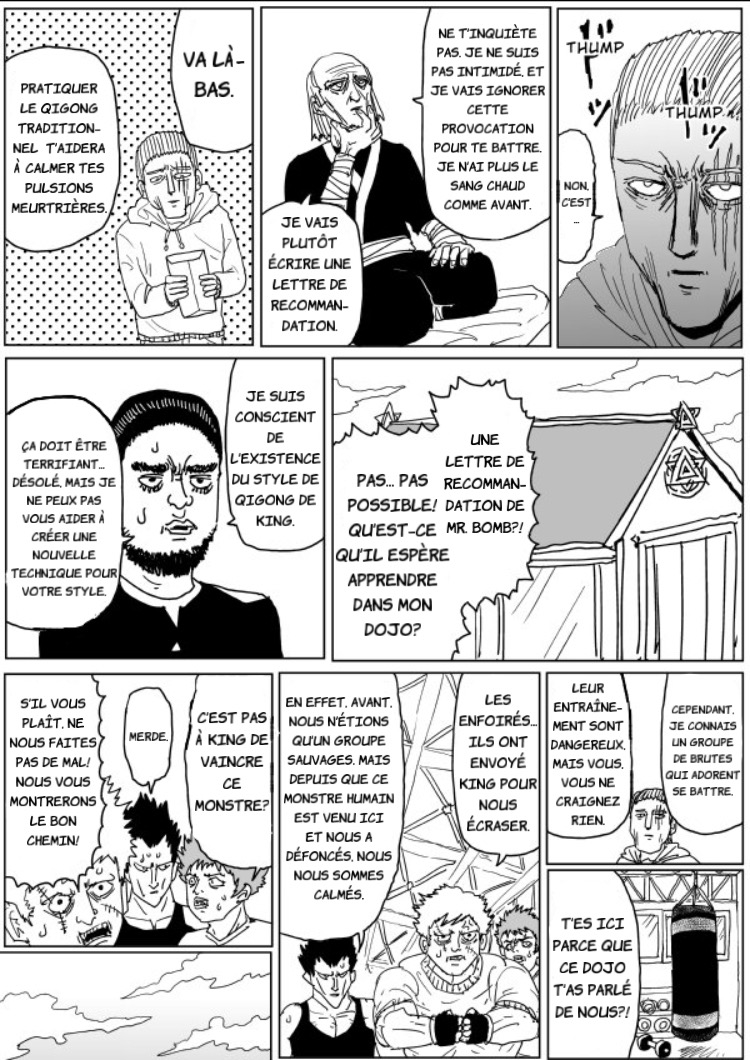 THUMP
THUMP
NON,
C'EST
...
NE T'INQUIÈTE
PAS. JE NE SUIS
PAS INTIMIDÉ, ET
JE VAIS IGNORER
CETTE
PROVOCATION
POUR TE BATTRE.
JE N'AI PLUS LE
SANG CHAUD
COMME AVANT.
JE VAIS
PLUTÔT
ÉCRIRE UNE
LETTRE DE
RECOMMAN-
DATION.
VA LÀ-
BAS.
PRATIQUER
LE QIGONG
TRADITION-
NEL T'AIDERA
À CALMER TES
PULSIONS
MEURTRIÈRES.
UNE
LETTRE DE
RECOMMAN-
DATION DE
MR. BOMB?!
PAS... PAS
POSSIBLE!
QU'EST-CE
QU'IL ESPÈRE
APPRENDRE
DANS MON
DOJO?
JE SUIS
CONSCIENT
DE
L'EXISTENCE
DU STYLE DE
QIGONG DE
KING.
ÇA DOIT ÊTRE
TERRIFIANT...
DÉSOLÉ, MAIS JE
NE PEUX PAS
VOUS AIDER À
CRÉER UNE
NOUVELLE
TECHNIQUE POUR
VOTRE STYLE.
CEPENDANT,
JE CONNAIS
UN GROUPE
DE BRUTES
QUI ADORENT
SE BATTRE.
LEUR
ENTRAÎNE-
MENT SONT
DANGEREUX,
MAIS VOUS,
VOUS NE
CRAIGNEZ
RIEN.
T'ES ICI
PARCE QUE
CE DOJO
T'AS PARLÉ
DE NOUS?!
LES
ENFOIRÉS...
ILS ONT
ENVOYÉ
KING POUR
NOUS
ÉCRASER.
EN EFFET, AVANT,
NOUS N'ÉTIONS
QU'UN GROUPE
SAUVAGES. MAIS
DEPUIS QUE CE
MONSTRE HUMAIN
EST VENU ICI
ET NOUS A
DÉFONCÉS, NOUS
NOUS SOMMES
CALMÉS.
C'EST PAS
À KING DE
VAINCRE
CE
MONSTRE?
MERDE.
S'IL VOUS
PLAÎT, NE
NOUS FAITES
PAS DE MAL!
NOUS VOUS
MONTRERONS
LE BON
CHEMIN!